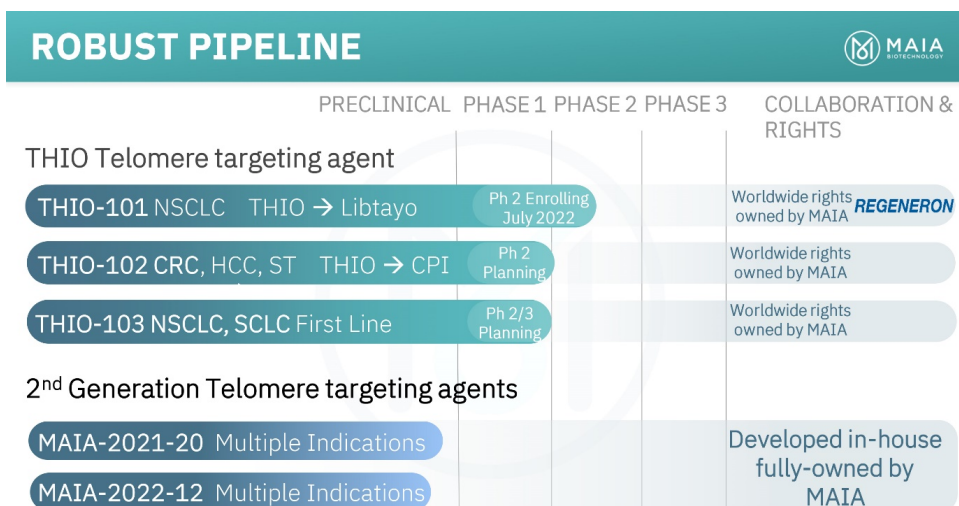 ROBUST PIPELINE
MAIA
BIOTECHNOLOGY
PRECLINICAL PHASE 1 PHASE 2 PHASE 3 COLLABORATION &
RIGHTS
THIO Telomere targeting agent
THIO-101 NSCLC THIO → Libtayo
Ph 2 Enrolling
July 2022
Worldwide rights
owned by MAIA
REGENERON
THIO-102 CRC, HCC, ST THIO → CPI
Ph 2
Planning
Worldwide rights
owned by MAIA
THIO-103 NSCLC, SCLC First Line
Ph 2/3
Planning
Worldwide rights
owned by MAIA
2nd Generation Telomere targeting agents
MAIA-2021-20 Multiple Indications
MAIA-2022-12 Multiple Indications
Developed in-house
fully-owned by
MAIA